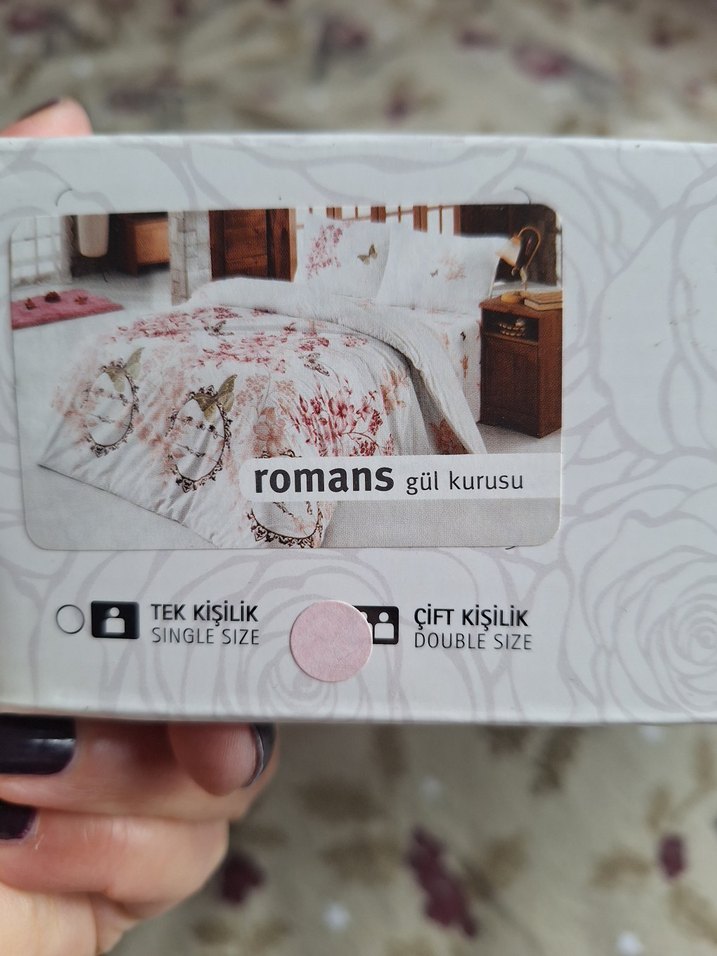 romans gül kurusu
TEK KİŞİLİK
SINGLE SIZE
ÇİFT KİŞİLİK
DOUBLE SIZE